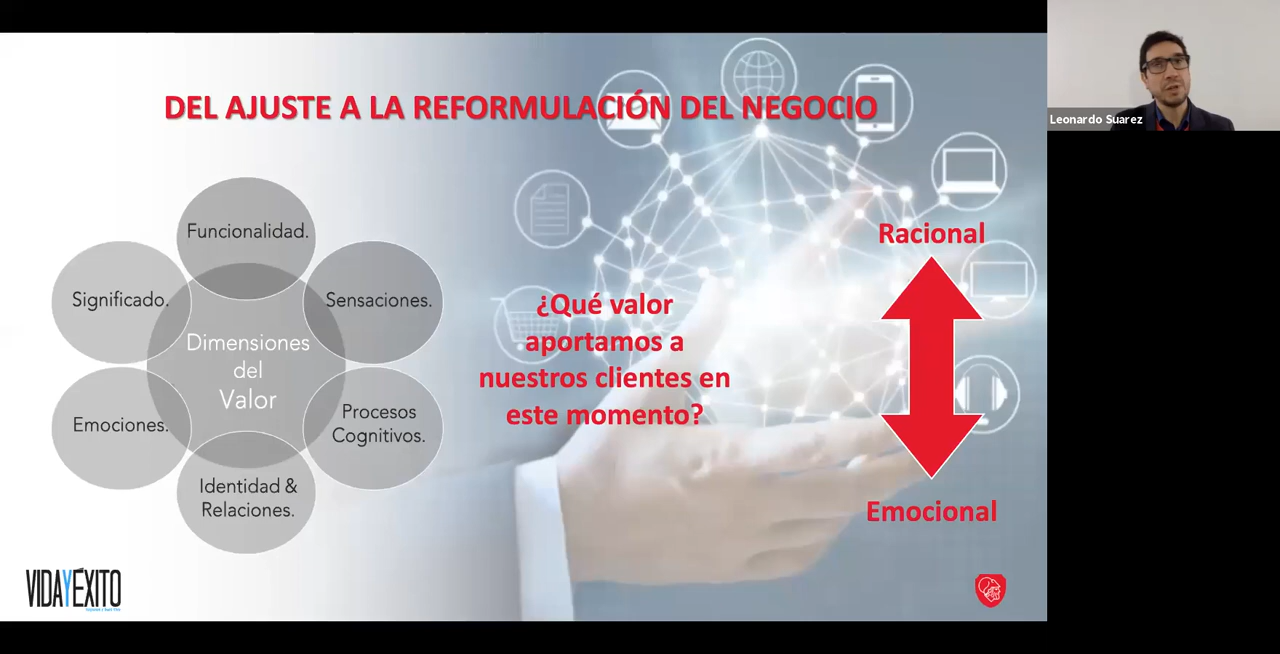 DEL AJUSTE A LA REFORMULACIÓN DEL NEGOCIO
Leonardo Suarez
Funcionalidad.
Significado.
Sensaciones.
Dimensiones
del
Valor
Emociones.
Procesos
Cognitivos.
Identidad &
Relaciones.
¿Qué valor
aportamos a
nuestros clientes en
este momento?
Racional
Emocional
VIDAYÉXITO